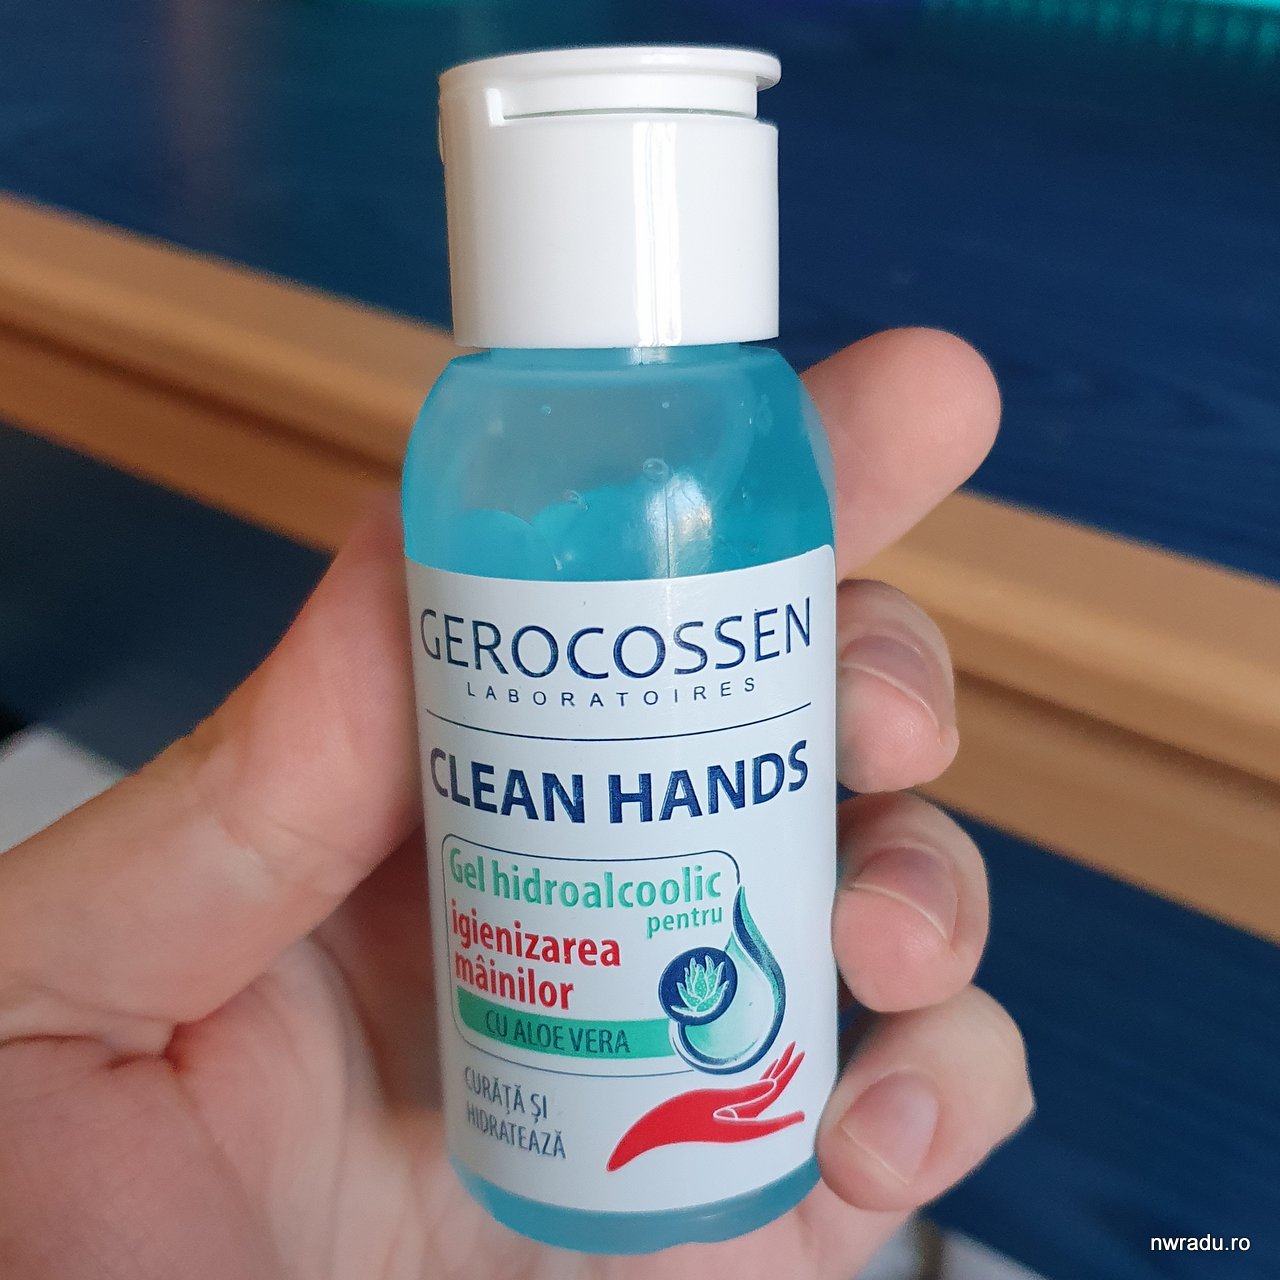 GEROCOSSEN
LABORATOIRES
CLEAN HANDS
Gel hidroalcoolic
pentru
igienizarea
mâinilor
CU ALOE VERA
CURĂȚĂ ȘI
HIDRATEAZĂ
nwradu.ro